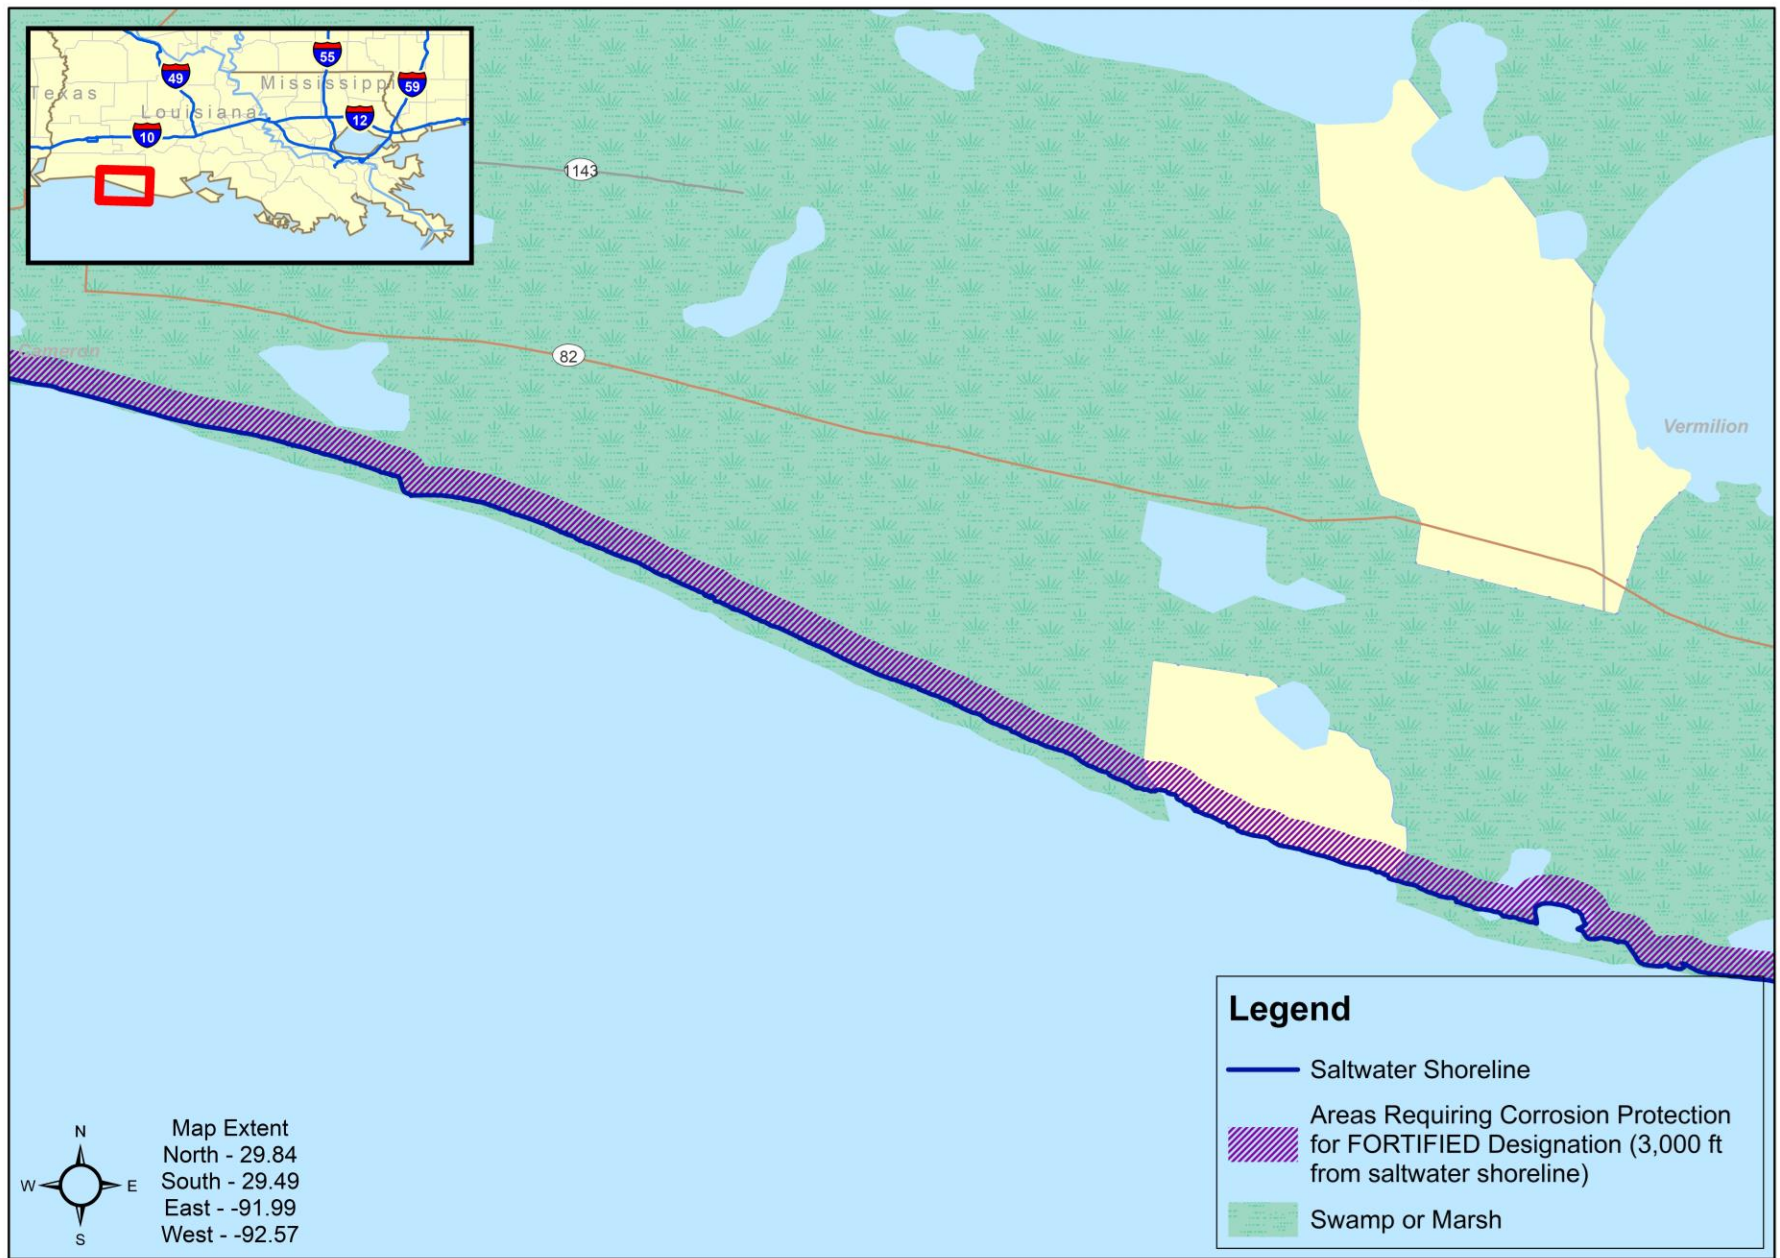 55
49
Mississippi
59
Texas
Louisiana
12
10
1143
82
Cameron
Vermilion
Legend
Saltwater Shoreline
Areas Requiring Corrosion Protection
for FORTIFIED Designation (3,000 ft
from saltwater shoreline)
Swamp or Marsh
N
W
E
S
Map Extent
North - 29.84
South - 29.49
East - -91.99
West - -92.57